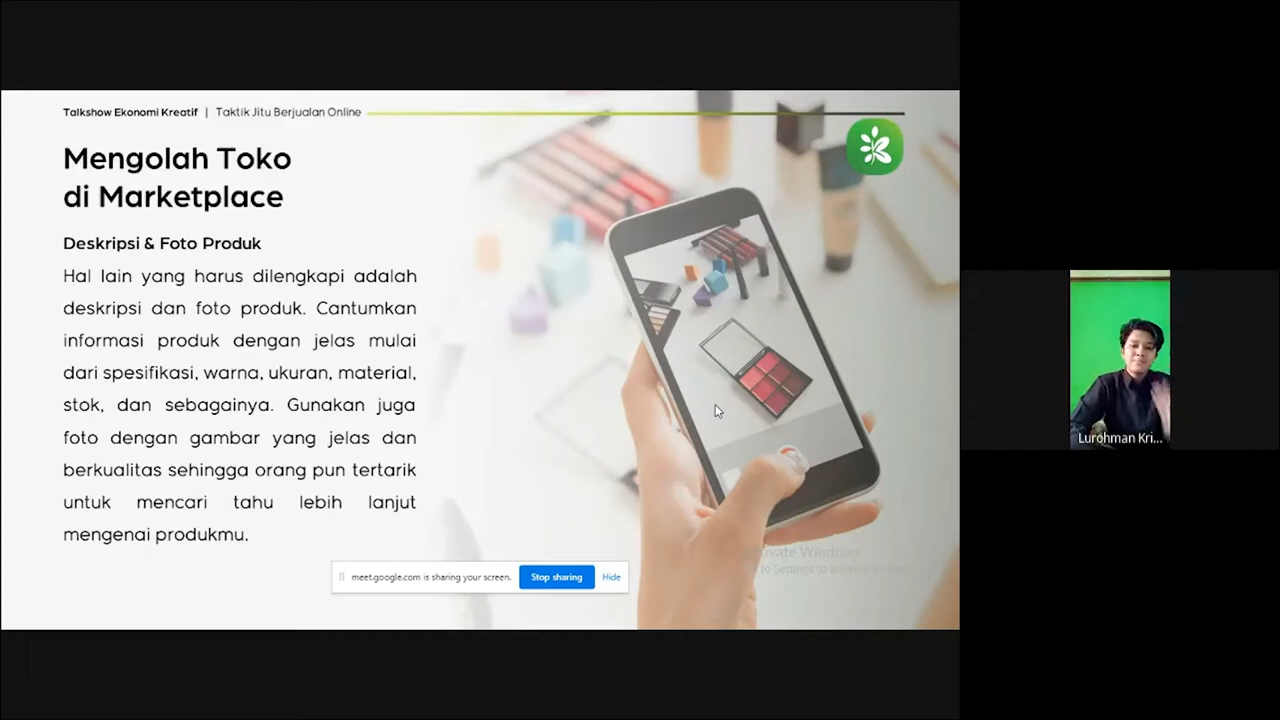 Talkshow Ekonomi Kreatif | Taktik Jitu Berjualan Online
Mengolah Toko
di Marketplace
Deskripsi & Foto Produk
Hal lain yang harus dilengkapi adalah
deskripsi dan foto produk. Cantumkan
informasi produk dengan jelas mulai
dari spesifikasi, warna, ukuran, material,
stok, dan sebagainya. Gunakan juga
foto dengan gambar yang jelas dan
berkualitas sehingga orang pun tertarik
untuk mencari tahu lebih lanjut
mengenai produkmu.
Lurohman Kri...
Windows
to Settings to
meet.google.com is sharing your screen. Stop sharing Hide